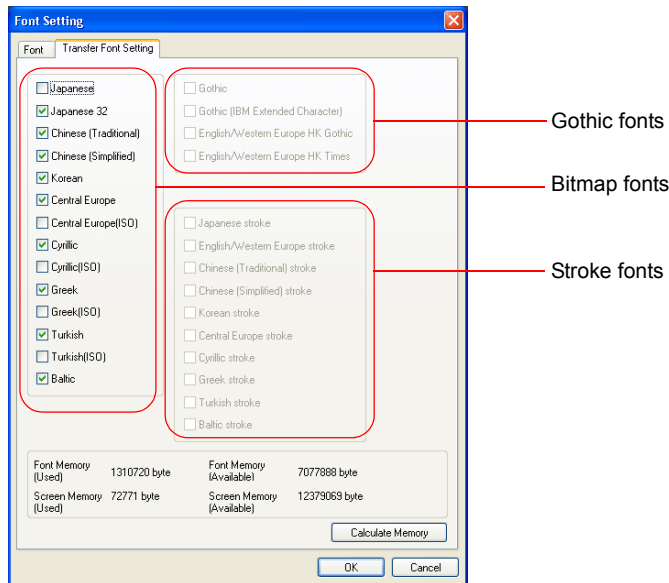 Font Setting
Font
Transfer Font Setting
Japanese
Japanese 32
Chinese (Traditional)
Chinese (Simplified)
Korean
Central Europe
Central Europe(ISO)
Cyrillic
Cyrillic(ISO)
Greek
Greek(ISO)
Turkish
Turkish(ISO)
Baltic
Gothic
Gothic (IBM Extended Character)
English/Western Europe HK Gothic
English/Western Europe HK Times
Japanese stroke
English/Western Europe stroke
Chinese (Traditional) stroke
Chinese (Simplified) stroke
Korean stroke
Central Europe stroke
Cyrillic stroke
Greek stroke
Turkish stroke
Baltic stroke
Gothic fonts
Bitmap fonts
Stroke fonts
Font Memory
(Used)
1310720 byte
Font Memory
(Available)
7077888 byte
Screen Memory
(Used)
72771 byte
Screen Memory
(Available)
12379069 byte
Calculate Memory
OK
Cancel